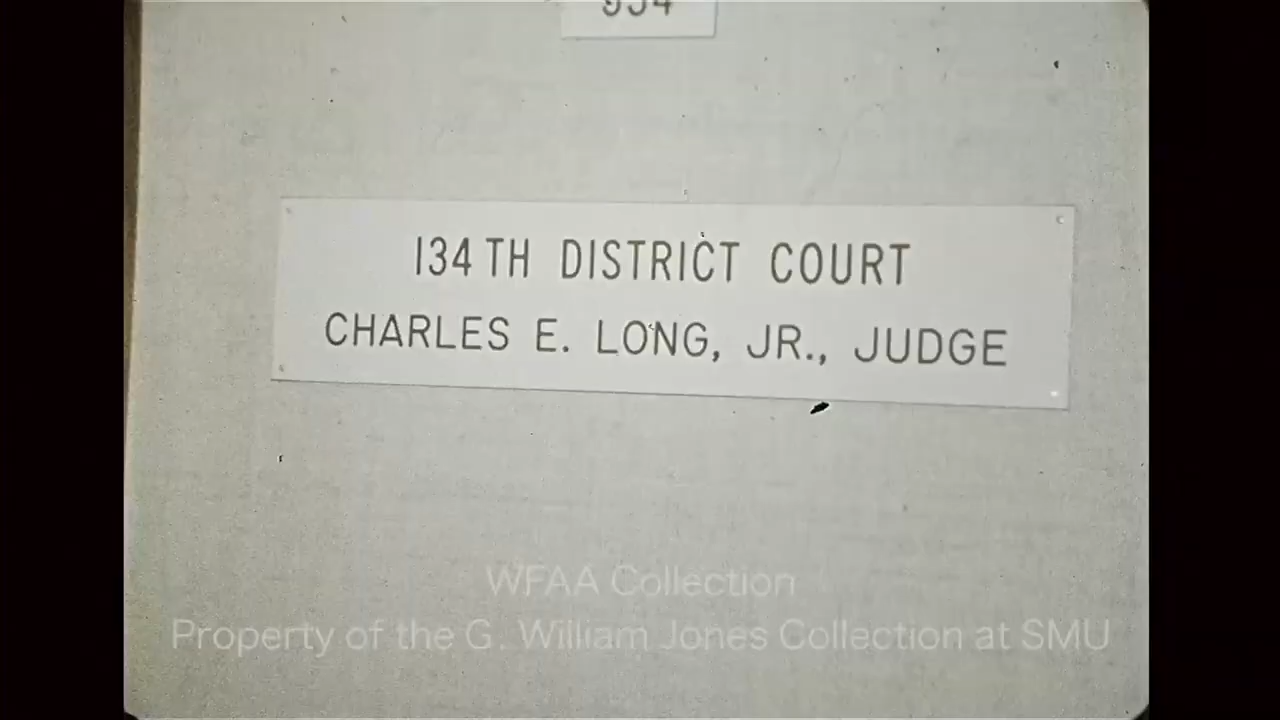 134TH DISTRICT COURT
CHARLES E. LONG, JR., JUDGE
WFAA Collection
Property of the G. William Jones Collection at SMU